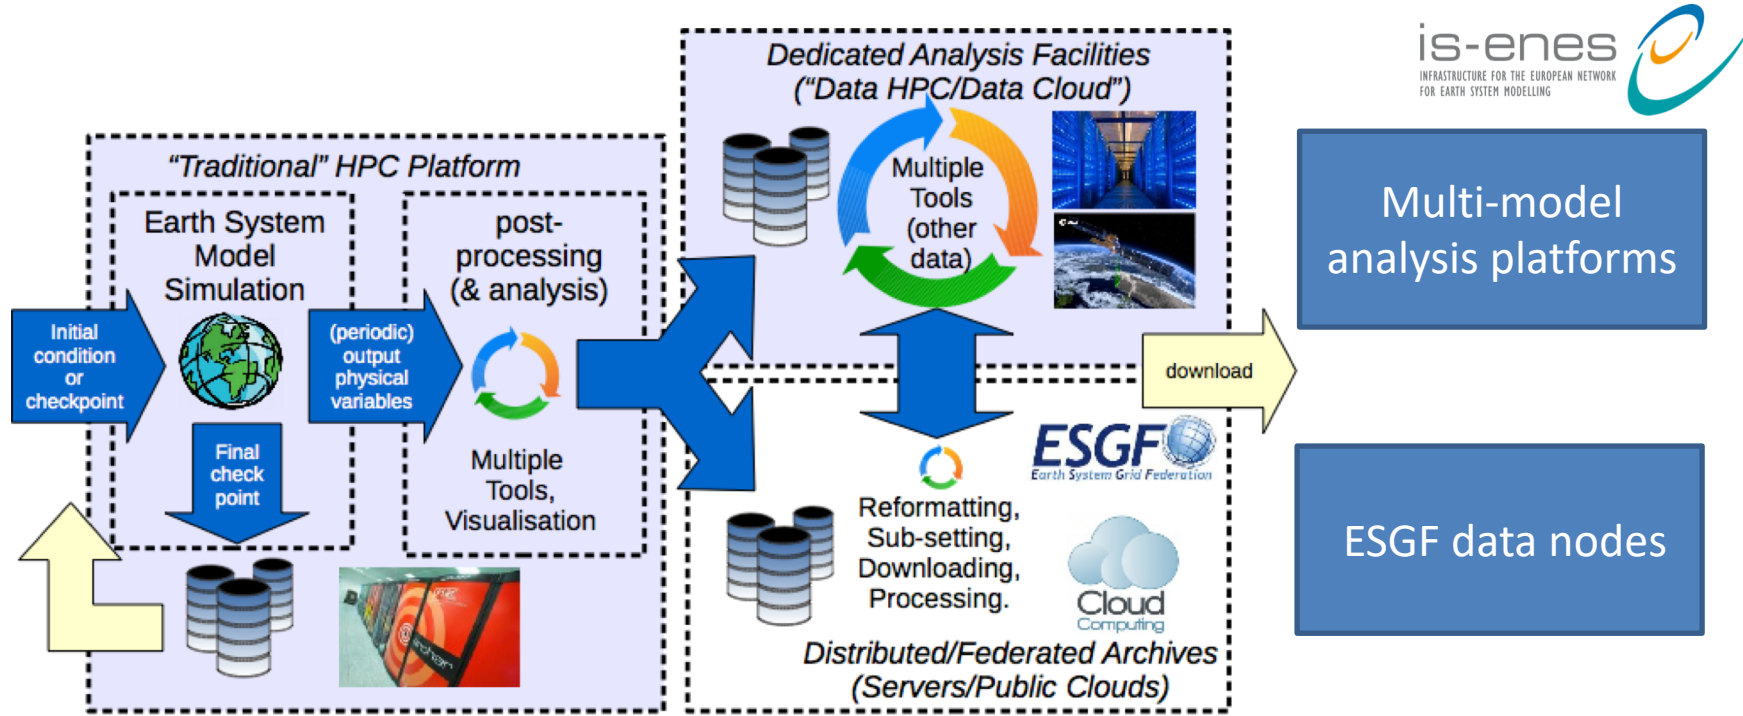 is-enes
INFRASTRUCTURE FOR THE EUROPEAN NETWORK
FOR EARTH SYSTEM MODELLING
Dedicated Analysis Facilities
(“Data HPC/Data Cloud”)
Multiple
Tools
(other
data)
Multi-model
analysis platforms
“Traditional” HPC Platform
Earth System
Model
Simulation
post-
processing
(& analysis)
Initial
condition
or
checkpoint
(periodic)
output
physical
variables
Final
check
point
Multiple
Tools,
Visualisation
download
ESGF
Earth System Grid Federation
Reformatting,
Sub-setting,
Downloading,
Processing.
Cloud
Computing
Distributed/Federated Archives
(Servers/Public Clouds)
ESGF data nodes